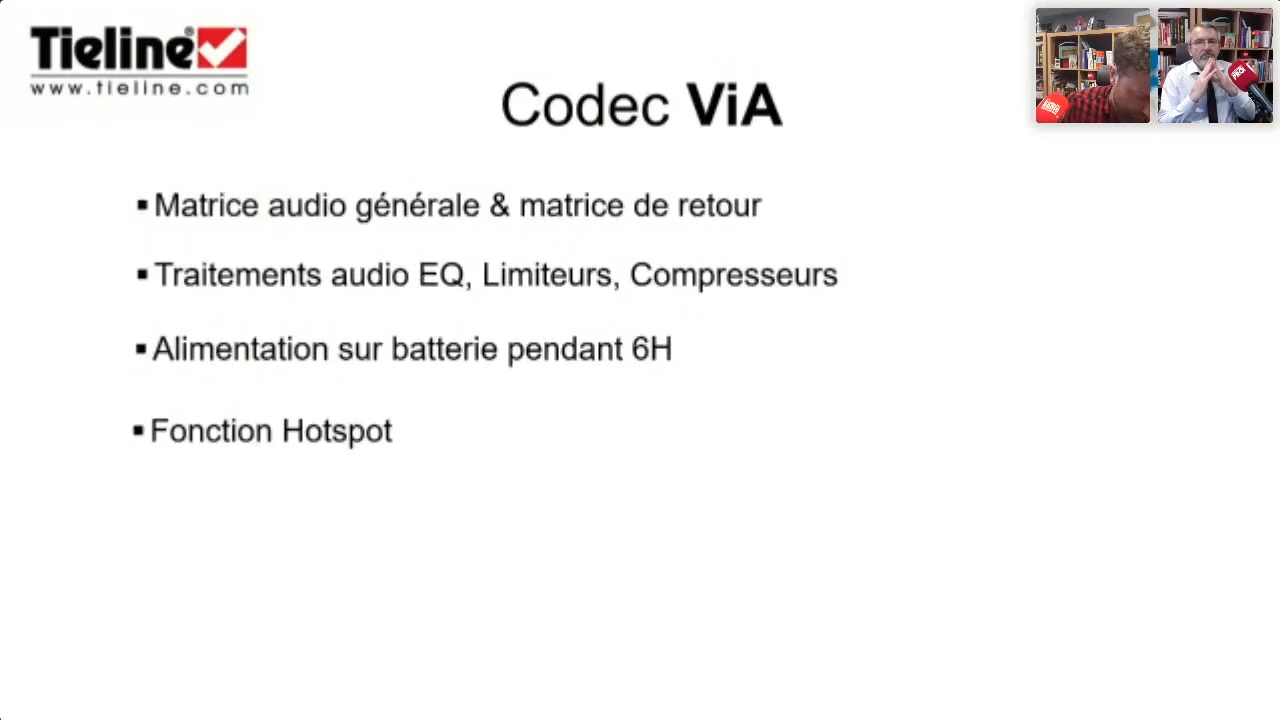 Tieline
www.tieline.com
Codec ViA
▪ Matrice audio générale & matrice de retour
▪ Traitements audio EQ, Limiteurs, Compresseurs
▪ Alimentation sur batterie pendant 6H
▪ Fonction Hotspot